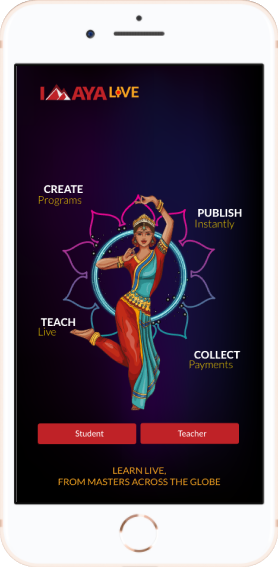 IMAYA LIVE
CREATE
Programs
PUBLISH
Instantly
TEACH
Live
COLLECT
Payments
Student
Teacher
LEARN LIVE,
FROM MASTERS ACROSS THE GLOBE